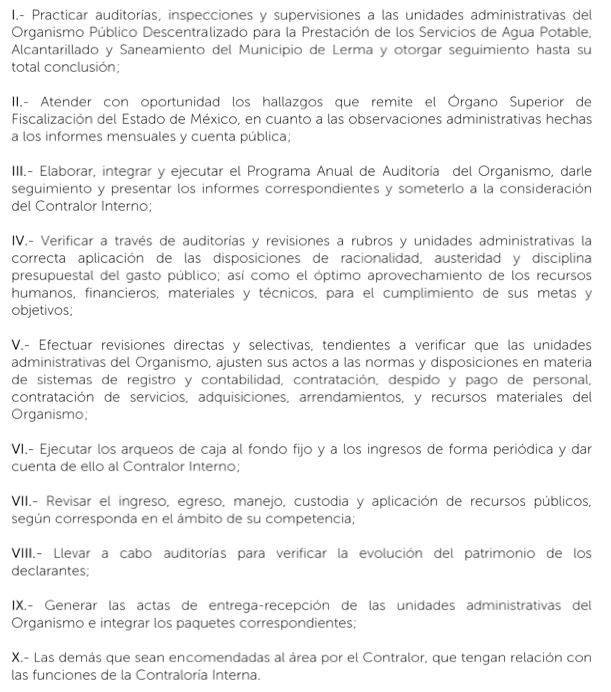 I.- Practicar auditorías, inspecciones y supervisiones a las unidades administrativas del
Organismo Público Descentralizado para la Prestación de los Servicios de Agua Potable,
Alcantarillado y Saneamiento del Municipio de Lerma y otorgar seguimiento hasta su
total conclusión;
II.- Atender con oportunidad los hallazgos que remite el Órgano Superior de
Fiscalización del Estado de México, en cuanto a las observaciones administrativas hechas
a los informes mensuales y cuenta pública;
III.- Elaborar, integrar y ejecutar el Programa Anual de Auditoría del Organismo, darle
seguimiento y presentar los informes correspondientes y someterlo a la consideración
del Contralor Interno;
IV.- Verificar a través de auditorías y revisiones a rubros y unidades administrativas la
correcta aplicación de las disposiciones de racionalidad, austeridad y disciplina
presupuestal del gasto público; así como el óptimo aprovechamiento de los recursos
humanos, financieros, materiales y técnicos, para el cumplimiento de sus metas y
objetivos;
V.- Efectuar revisiones directas y selectivas, tendientes a verificar que las unidades
administrativas del Organismo, ajusten sus actos a las normas y disposiciones en materia
de sistemas de registro y contabilidad, contratación, despido y pago de personal,
contratación de servicios, adquisiciones, arrendamientos, y recursos materiales del
Organismo;
VI.- Ejecutar los arqueos de caja al fondo fijo y a los ingresos de forma periódica y dar
cuenta de ello al Contralor Interno;
VII.- Revisar el ingreso, egreso, manejo, custodia y aplicación de recursos públicos,
según corresponda en el ámbito de su competencia;
VIII.- Llevar a cabo auditorías para verificar la evolución del patrimonio de los
declarantes;
IX.- Generar las actas de entrega-recepción de las unidades administrativas del
Organismo e integrar los paquetes correspondientes;
X.- Las demás que sean encomendadas al área por el Contralor, que tengan relación con
las funciones de la Contraloría Interna.